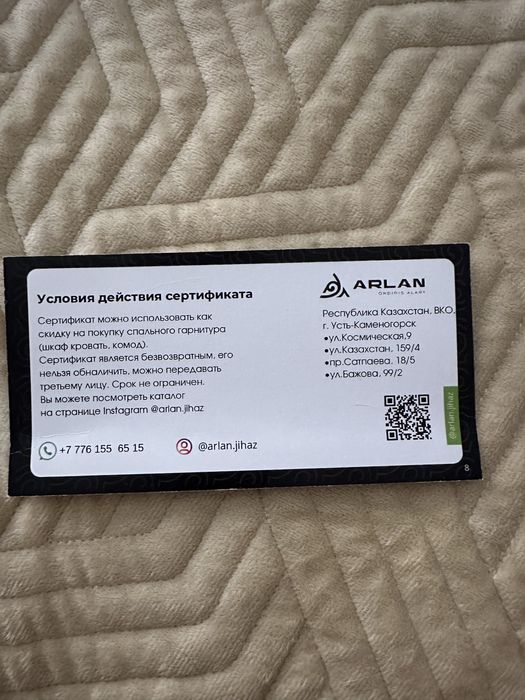 Условия действия сертификата
Сертификат можно использовать как
скидку на покупку спального гарнитура
(шкаф кровать, комод).
Сертификат является безвозвратным, его
нельзя обналичить, можно передавать
третьему лицу. Срок не ограничен.
Вы можете посмотреть каталог
на странице Instagram @arlan.jihaz
+7 776 155 65 15
@arlan.jihaz
ARLAN
ONDIRIS ALANY
Республика Казахстан, ВКО,
г. Усть-Каменогорск
•ул.Космическая,9
•ул.Казахстан, 159/4
•пр.Сатпаева, 18/5
•ул.Бажова, 99/2
@arlan.jihaz
8